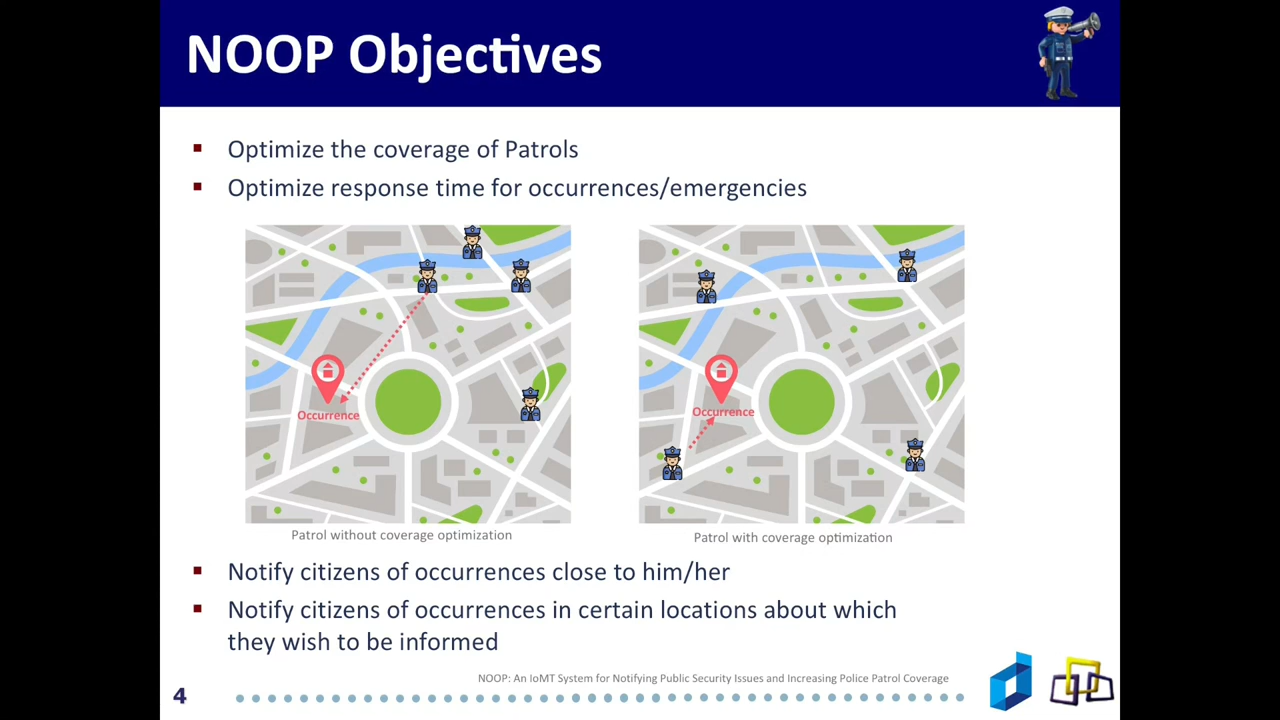 NOOP Objectives
Optimize the coverage of Patrols
Optimize response time for occurrences/emergencies
Occurrence
Occurrence
Patrol without coverage optimization
Patrol with coverage optimization
Notify citizens of occurrences close to him/her
Notify citizens of occurrences in certain locations about which
they wish to be informed
NOOP: An IoMT System for Notifying Public Security Issues and Increasing Police Patrol Coverage
4